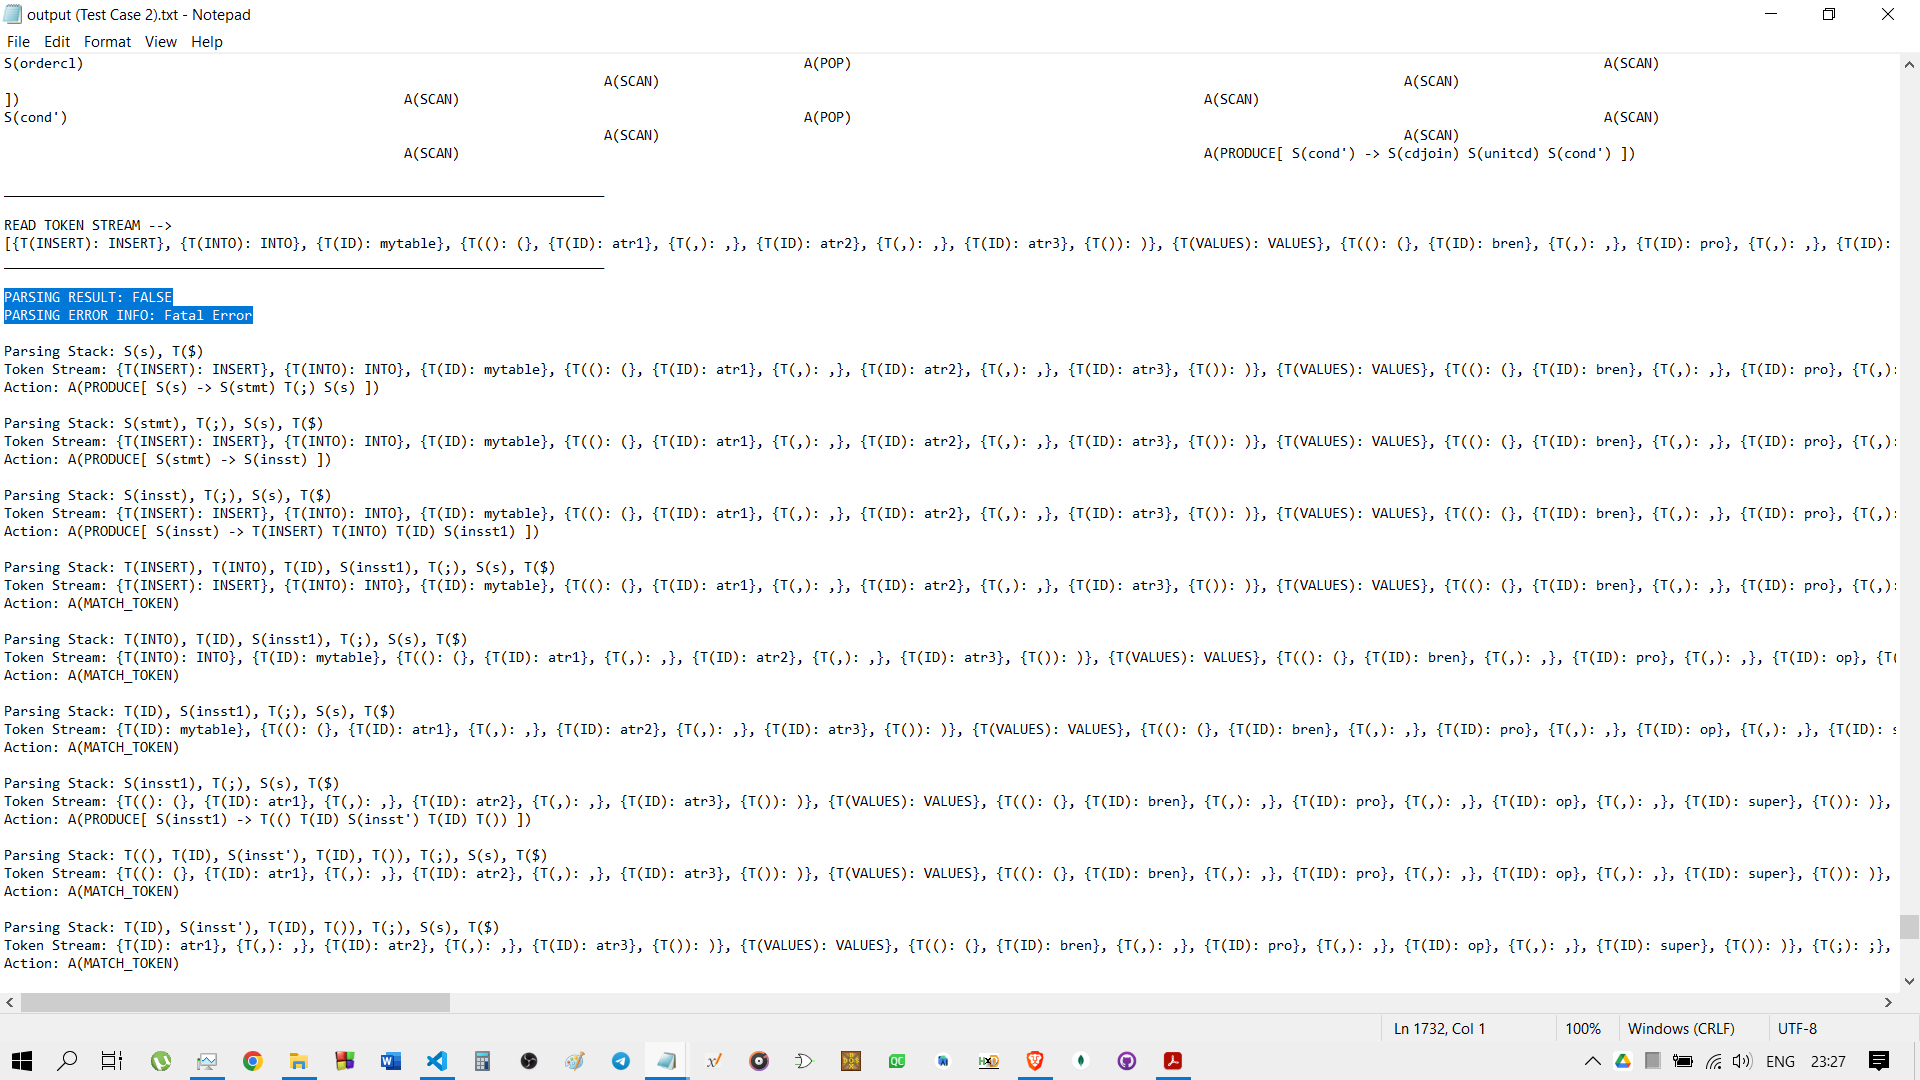 output (Test Case 2).txt - Notepad
File Edit Format View Help
S(ordercl) A(POP) A(SCAN)
A(SCAN) A(SCAN)
]) A(SCAN) A(SCAN)
S(cond') A(POP) A(SCAN)
A(SCAN) A(SCAN)
A(SCAN) A(PRODUCE[ S(cond') -> S(cdjoin) S(unitcd) S(cond') ])
READ TOKEN STREAM -->
[{T(INSERT): INSERT}, {T(INTO): INTO}, {T(ID): mytable}, {T((): (}, {T(ID): atr1}, {T(,): ,}, {T(ID): atr2}, {T(,): ,}, {T(ID): atr3}, {T()): )}, {T(VALUES): VALUES}, {T((): (}, {T(ID): bren}, {T(,): ,}, {T(ID): pro}, {T(,): ,}, {T(ID):
PARSING RESULT: FALSE
PARSING ERROR INFO: Fatal Error
Parsing Stack: S(s), T($)
Token Stream: {T(INSERT): INSERT}, {T(INTO): INTO}, {T(ID): mytable}, {T((): (}, {T(ID): atr1}, {T(,): ,}, {T(ID): atr2}, {T(,): ,}, {T(ID): atr3}, {T()): )}, {T(VALUES): VALUES}, {T((): (}, {T(ID): bren}, {T(,): ,}, {T(ID): pro}, {T(,):
Action: A(PRODUCE[ S(s) -> S(stmt) T(;) S(s) ])
Parsing Stack: S(stmt), T(;), S(s), T($)
Token Stream: {T(INSERT): INSERT}, {T(INTO): INTO}, {T(ID): mytable}, {T((): (}, {T(ID): atr1}, {T(,): ,}, {T(ID): atr2}, {T(,): ,}, {T(ID): atr3}, {T()): )}, {T(VALUES): VALUES}, {T((): (}, {T(ID): bren}, {T(,): ,}, {T(ID): pro}, {T(,):
Action: A(PRODUCE[ S(stmt) -> S(insst) ])
Parsing Stack: S(insst), T(;), S(s), T($)
Token Stream: {T(INSERT): INSERT}, {T(INTO): INTO}, {T(ID): mytable}, {T((): (}, {T(ID): atr1}, {T(,): ,}, {T(ID): atr2}, {T(,): ,}, {T(ID): atr3}, {T()): )}, {T(VALUES): VALUES}, {T((): (}, {T(ID): bren}, {T(,): ,}, {T(ID): pro}, {T(,):
Action: A(PRODUCE[ S(insst) -> T(INSERT) T(INTO) T(ID) S(insst1) ])
Parsing Stack: T(INSERT), T(INTO), T(ID), S(insst1), T(;), S(s), T($)
Token Stream: {T(INSERT): INSERT}, {T(INTO): INTO}, {T(ID): mytable}, {T((): (}, {T(ID): atr1}, {T(,): ,}, {T(ID): atr2}, {T(,): ,}, {T(ID): atr3}, {T()): )}, {T(VALUES): VALUES}, {T((): (}, {T(ID): bren}, {T(,): ,}, {T(ID): pro}, {T(,):
Action: A(MATCH_TOKEN)
Parsing Stack: T(INTO), T(ID), S(insst1), T(;), S(s), T($)
Token Stream: {T(INTO): INTO}, {T(ID): mytable}, {T((): (}, {T(ID): atr1}, {T(,): ,}, {T(ID): atr2}, {T(,): ,}, {T(ID): atr3}, {T()): )}, {T(VALUES): VALUES}, {T((): (}, {T(ID): bren}, {T(,): ,}, {T(ID): pro}, {T(,): ,}, {T(ID): op}, {T(
Action: A(MATCH_TOKEN)
Parsing Stack: T(ID), S(insst1), T(;), S(s), T($)
Token Stream: {T(ID): mytable}, {T((): (}, {T(ID): atr1}, {T(,): ,}, {T(ID): atr2}, {T(,): ,}, {T(ID): atr3}, {T()): )}, {T(VALUES): VALUES}, {T((): (}, {T(ID): bren}, {T(,): ,}, {T(ID): pro}, {T(,): ,}, {T(ID): op}, {T(,): ,}, {T(ID): s
Action: A(MATCH_TOKEN)
Parsing Stack: S(insst1), T(;), S(s), T($)
Token Stream: {T((): (}, {T(ID): atr1}, {T(,): ,}, {T(ID): atr2}, {T(,): ,}, {T(ID): atr3}, {T()): )}, {T(VALUES): VALUES}, {T((): (}, {T(ID): bren}, {T(,): ,}, {T(ID): pro}, {T(,): ,}, {T(ID): op}, {T(,): ,}, {T(ID): super}, {T()): )},
Action: A(PRODUCE[ S(insst1) -> T(() T(ID) S(insst') T(ID) T()) ])
Parsing Stack: T((), T(ID), S(insst'), T(ID), T()), T(;), S(s), T($)
Token Stream: {T((): (}, {T(ID): atr1}, {T(,): ,}, {T(ID): atr2}, {T(,): ,}, {T(ID): atr3}, {T()): )}, {T(VALUES): VALUES}, {T((): (}, {T(ID): bren}, {T(,): ,}, {T(ID): pro}, {T(,): ,}, {T(ID): op}, {T(,): ,}, {T(ID): super}, {T()): )},
Action: A(MATCH_TOKEN)
Parsing Stack: T(ID), S(insst'), T(ID), T()), T(;), S(s), T($)
Token Stream: {T(ID): atr1}, {T(,): ,}, {T(ID): atr2}, {T(,): ,}, {T(ID): atr3}, {T()): )}, {T(VALUES): VALUES}, {T((): (}, {T(ID): bren}, {T(,): ,}, {T(ID): pro}, {T(,): ,}, {T(ID): op}, {T(,): ,}, {T(ID): super}, {T()): )}, {T(;): ;},
Action: A(MATCH_TOKEN)
Ln 1732, Col 1 100% Windows (CRLF) UTF-8
ENG 23:27